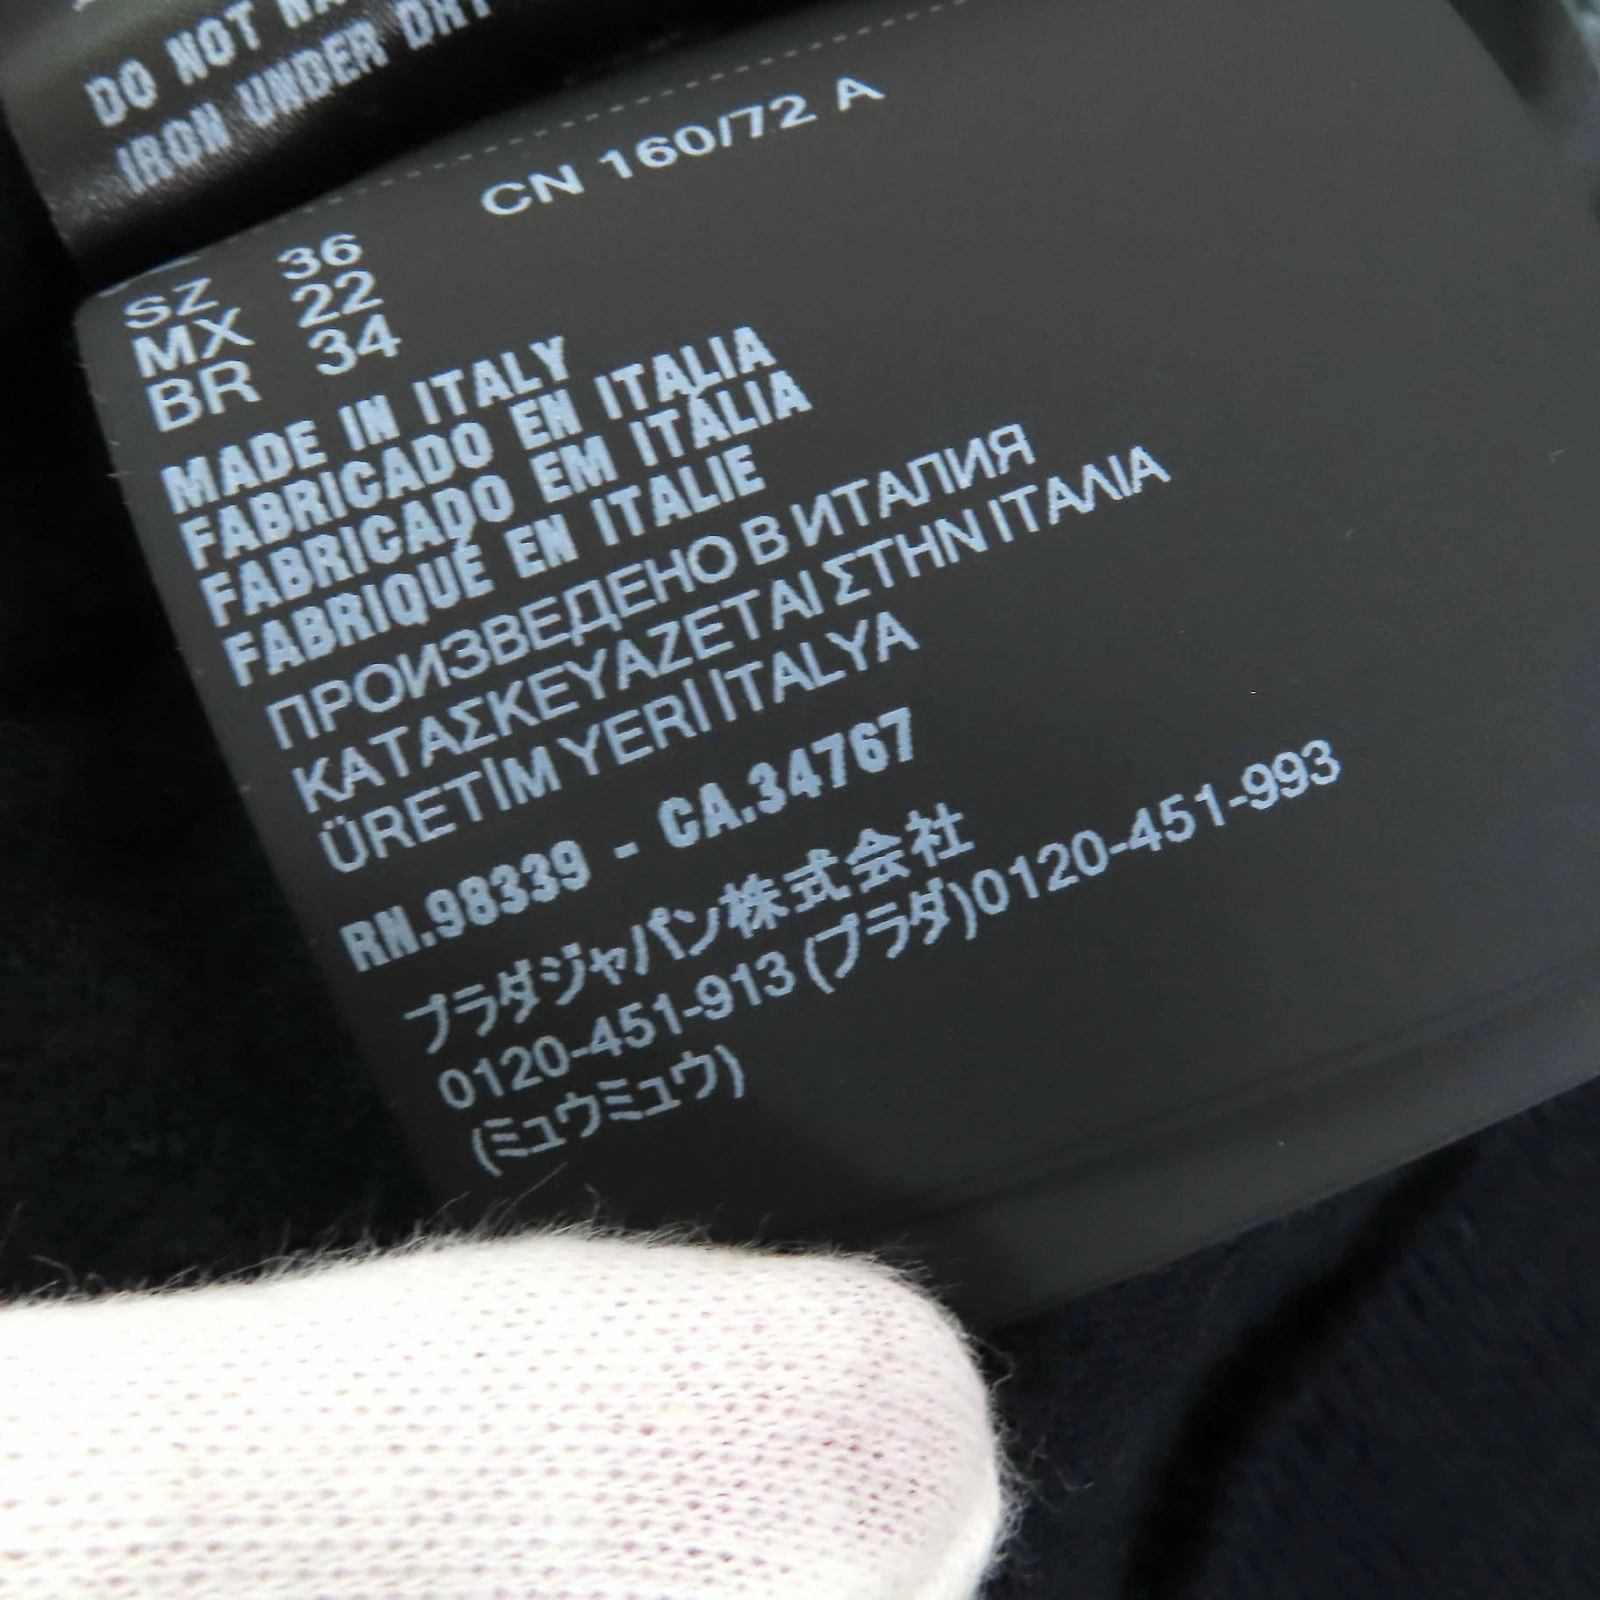 DO NOT
IRON UNDER DRY
CN 160/72 A
SZ 36
MX 22
BR 34
MADE IN ITALY
FABRICADO EN ITALIA
FABRICADO EM ITÁLIA
FABRIQUÉ EN ITALIE
ПРОИЗВЕДЕНО В ИТАЛИЯ
ΚΑΤΑΣΚΕΥΑΖΕΤΑΙ ΣΤΗΝ ΙΤΑΛΙΑ
ÜRETİM YERİ İTALYA
RN.98339 - CA.34767
プラダジャパン株式会社
0120-451-913 (プラダ)0120-451-993
(ミュウミュウ)